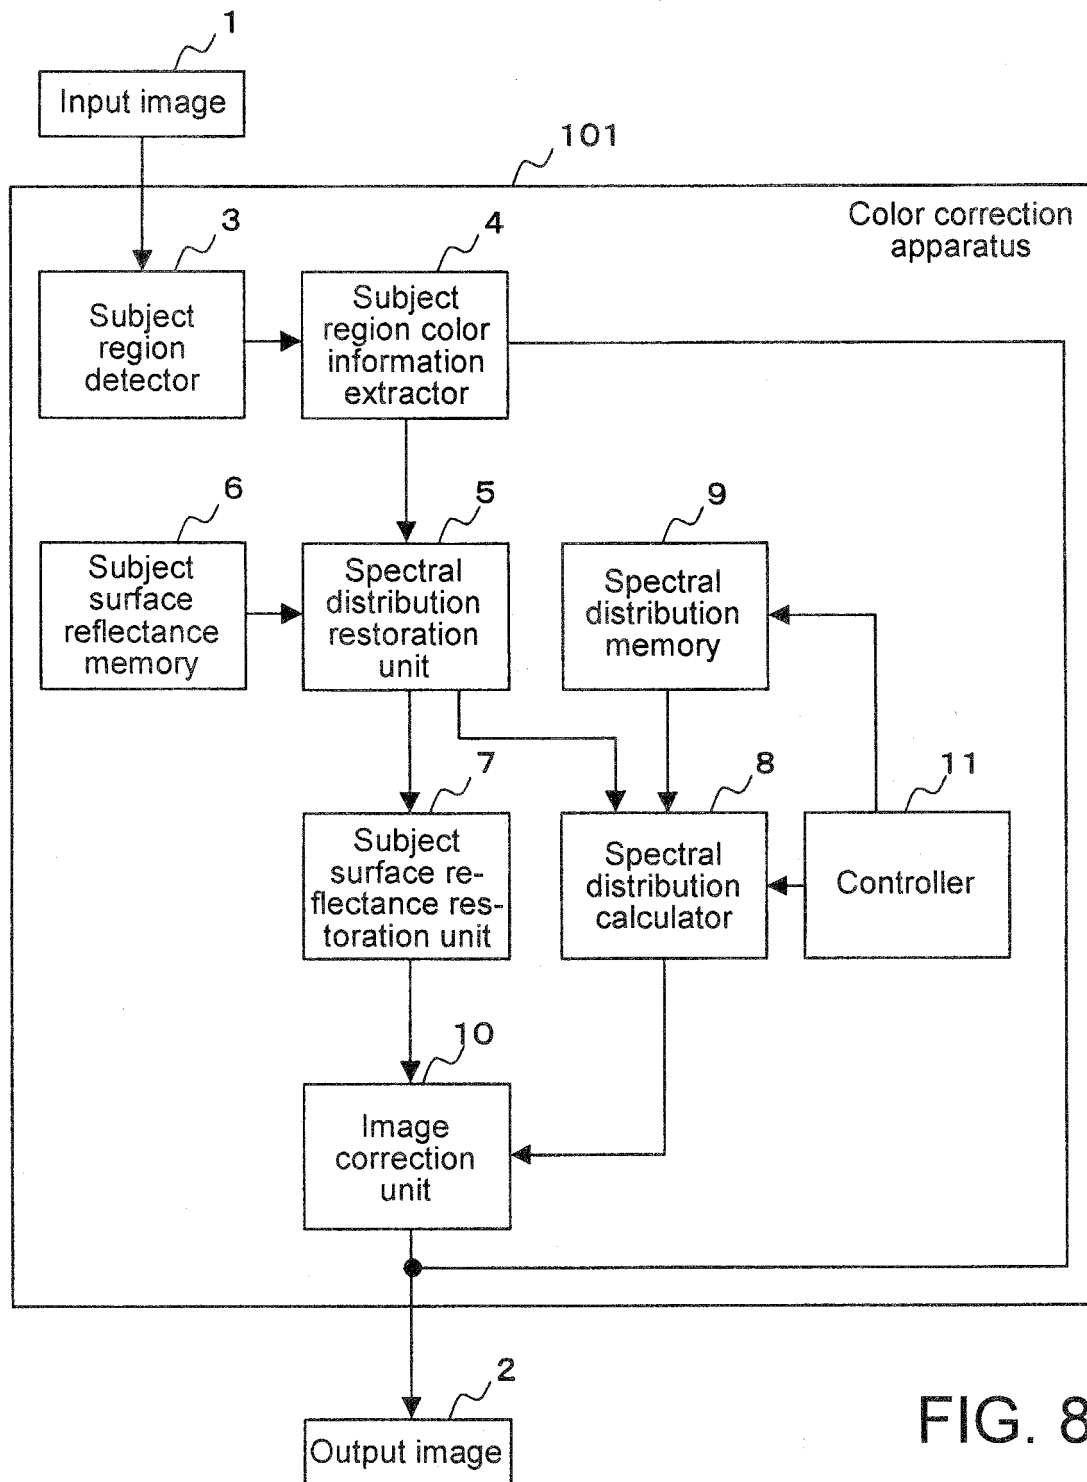 1
Input image
101
Color correction
apparatus
3
Subject
region
detector
4
Subject
region color
information
extractor
6
Subject
surface
reflectance
memory
5
Spectral
distribution
restoration
unit
9
Spectral
distribution
memory
7
Subject
surface re-
flectance res-
toration unit
8
Spectral
distribution
calculator
11
Controller
10
Image
correction
unit
2
Output image
FIG. 8